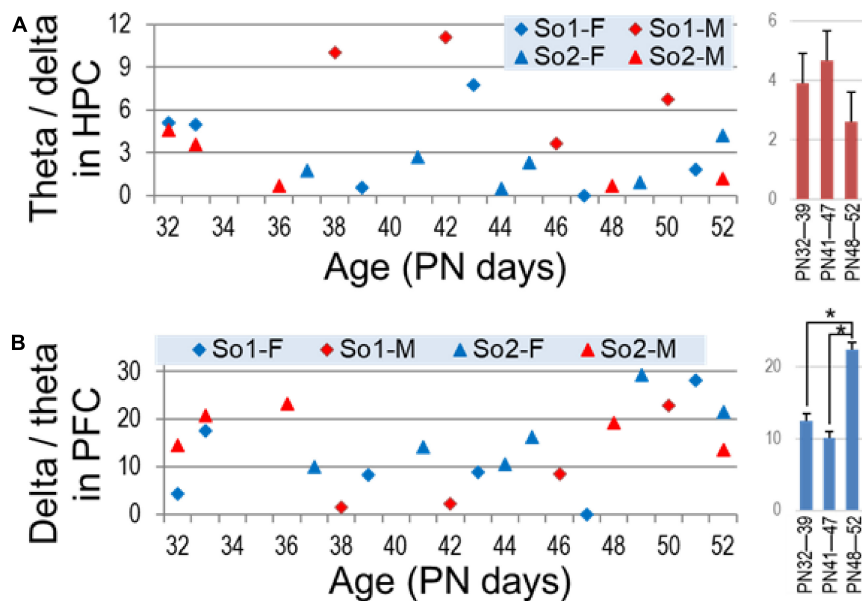 A
Theta / delta
in HPC
12
9
6
3
0
So1-F So1-M
So2-F So2-M
32 34 36 38 40 42 44 46 48 50 52
Age (PN days)
6
4
2
0
PN32—39
PN41—47
PN48—52
B
Delta / theta
in PFC
So1-F So1-M So2-F So2-M
30
20
10
0
32 34 36 38 40 42 44 46 48 50 52
Age (PN days)
*
*
20
10
0
PN32—39
PN41—47
PN48—52